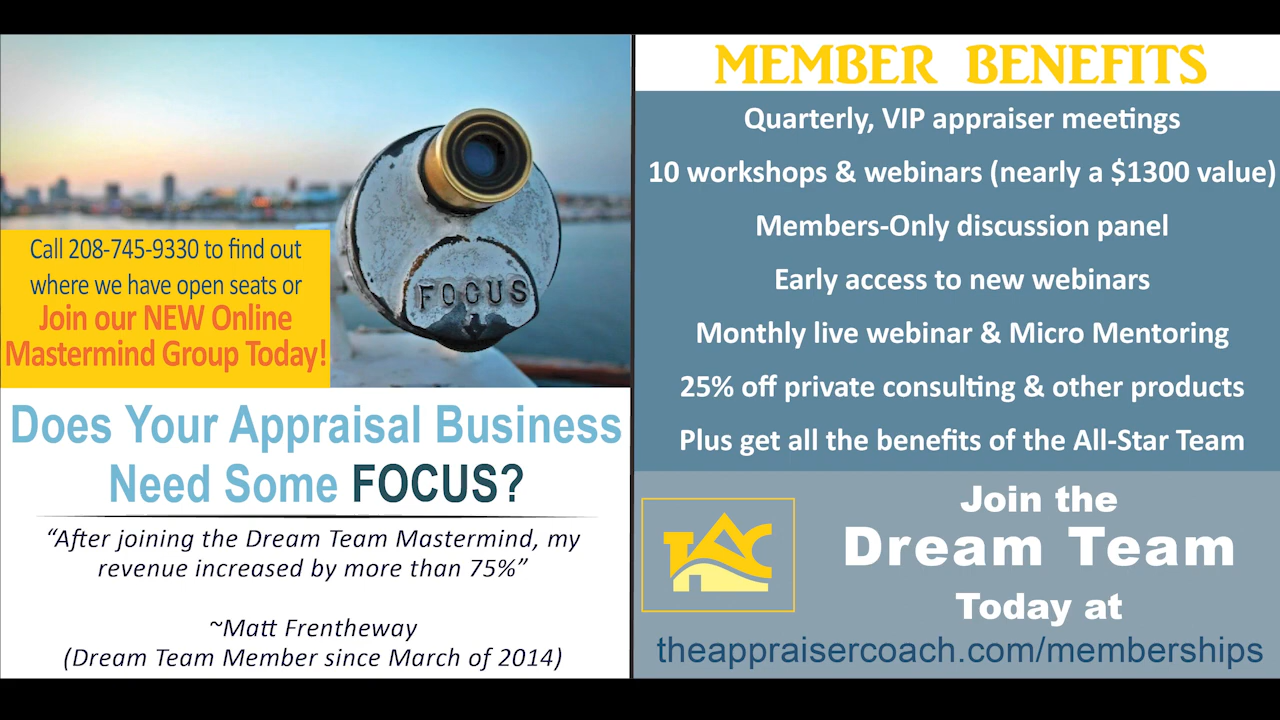 Call 208-745-9330 to find out
where we have open seats or
Join our NEW Online
Mastermind Group Today!
FOCUS
Does Your Appraisal Business
Need Some FOCUS?
“After joining the Dream Team Mastermind, my
revenue increased by more than 75%”
~Matt Frentheway
(Dream Team Member since March of 2014)
MEMBER BENEFITS
Quarterly, VIP appraiser meetings
10 workshops & webinars (nearly a $1300 value)
Members-Only discussion panel
Early access to new webinars
Monthly live webinar & Micro Mentoring
25% off private consulting & other products
Plus get all the benefits of the All-Star Team
TAC
Join the
Dream Team
Today at
theappraisercoach.com/memberships